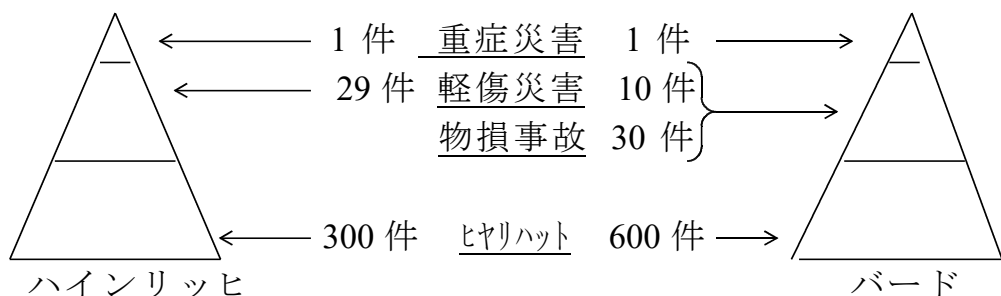 1 件 重症災害 1 件
29 件 軽傷災害 10 件
物損事故 30 件
300 件 ヒヤリハット 600 件
ハインリッヒ バード